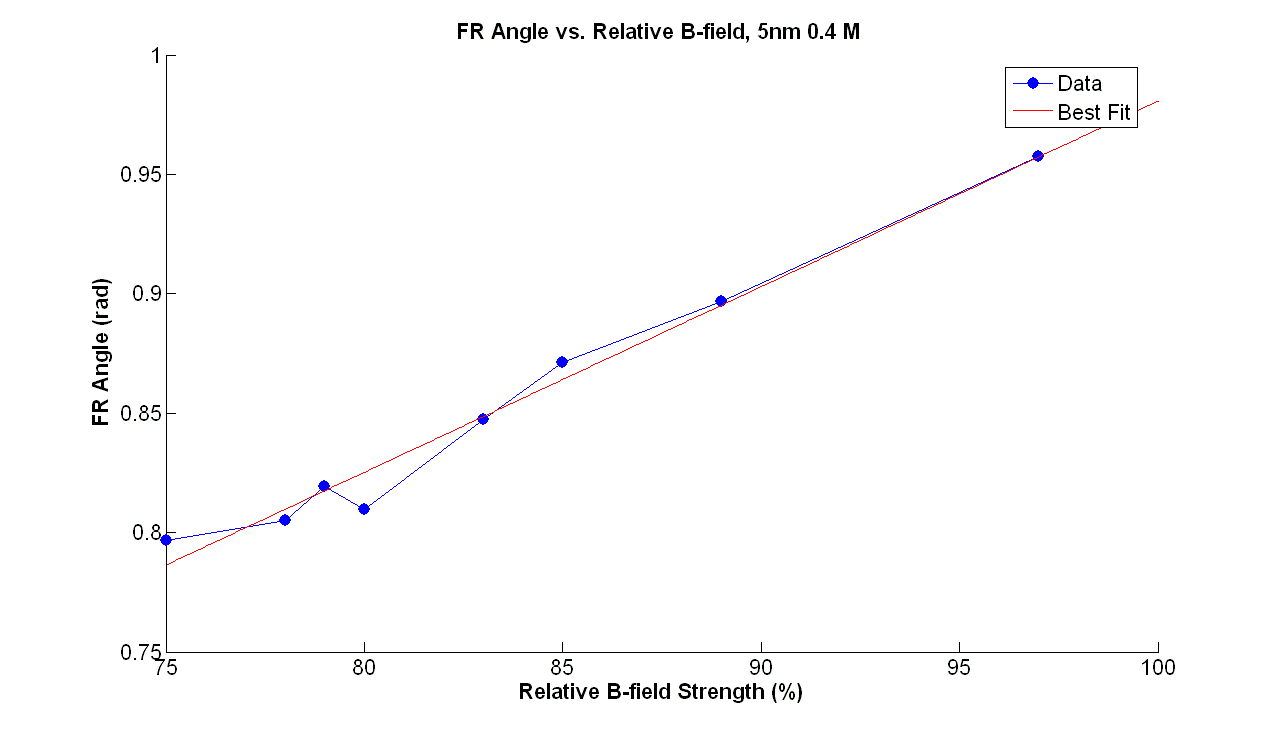 FR Angle vs. Relative B-field, 5nm 0.4 M
Data
Best Fit
FR Angle (rad)
1
0.95
0.9
0.85
0.8
0.75
75 80 85 90 95 100
Relative B-field Strength (%)